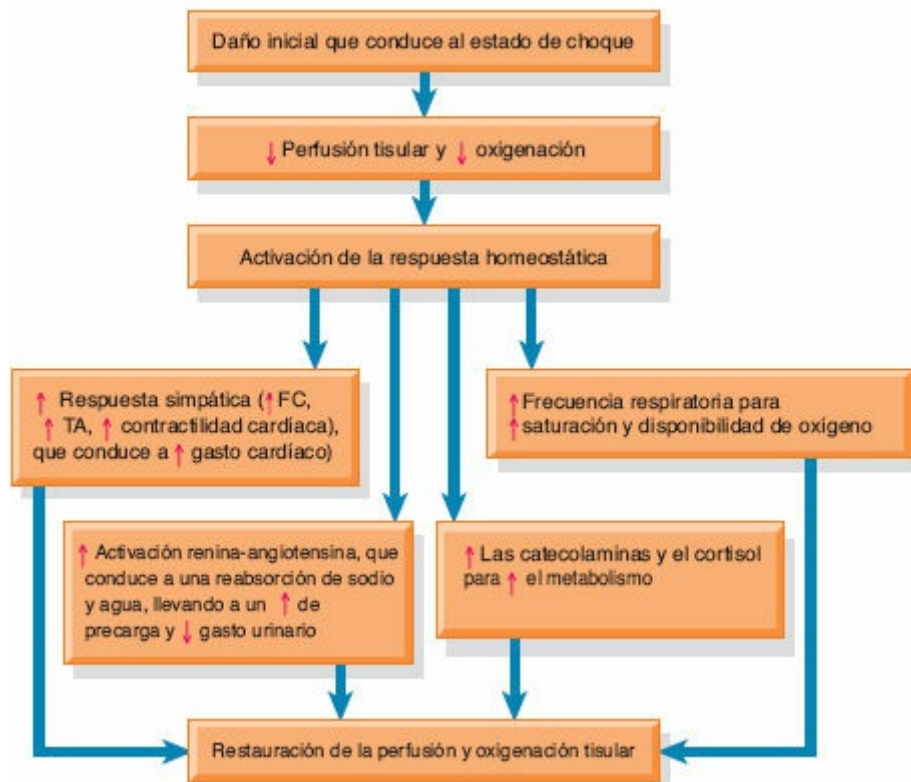 Daño inicial que conduce al estado de choque
↓ Perfusión tisular y ↓ oxigenación
Activación de la respuesta homeostática
↑ Respuesta simpática (↑ FC,
↑ TA, ↑ contractilidad cardíaca),
que conduce a ↑ gasto cardíaco)
↑ Frecuencia respiratoria para
↑ saturación y disponibilidad de oxígeno
↑ Activación renina-angiotensina, que
conduce a una reabsorción de sodio
y agua, llevando a un ↑ de
precarga y ↓ gasto urinario
↑ Las catecolaminas y el cortisol
para ↑ el metabolismo
Restauración de la perfusión y oxigenación tisular